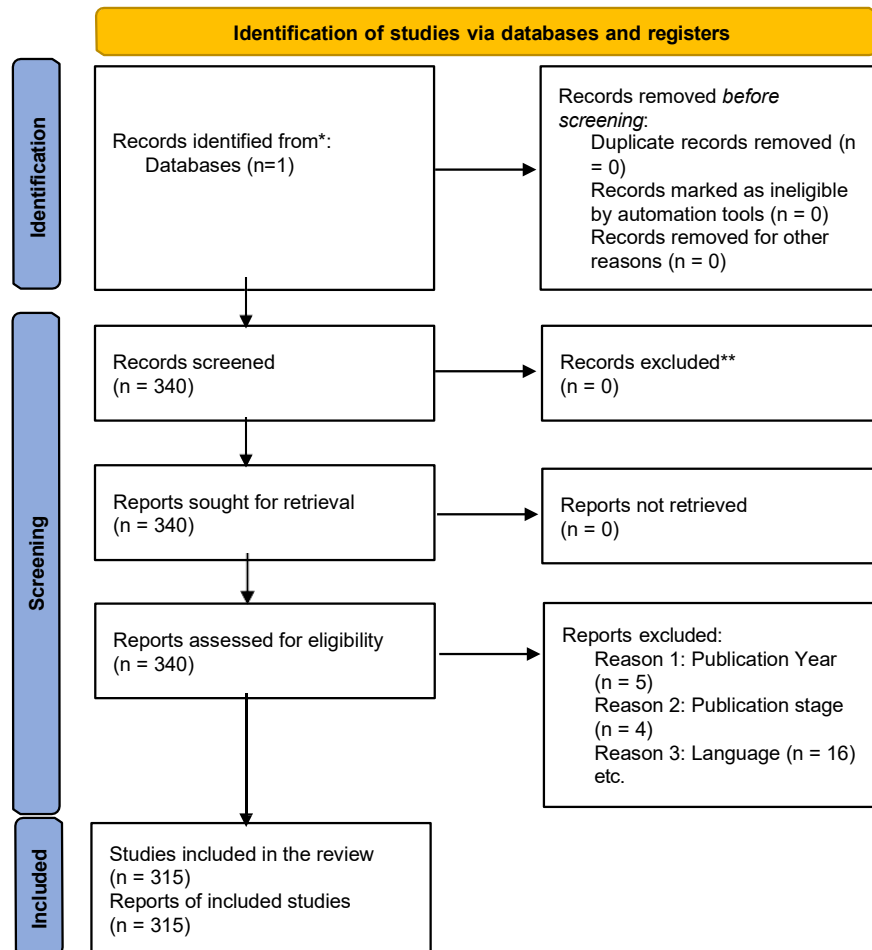 Identification of studies via databases and registers
Identification
Records identified from*:
Databases (n=1)
Records removed before
screening:
Duplicate records removed (n
= 0)
Records marked as ineligible
by automation tools (n = 0)
Records removed for other
reasons (n = 0)
Screening
Records screened
(n = 340)
Records excluded**
(n = 0)
Reports sought for retrieval
(n = 340)
Reports not retrieved
(n = 0)
Reports assessed for eligibility
(n = 340)
Reports excluded:
Reason 1: Publication Year
(n = 5)
Reason 2: Publication stage
(n = 4)
Reason 3: Language (n = 16)
etc.
Included
Studies included in the review
(n = 315)
Reports of included studies
(n = 315)